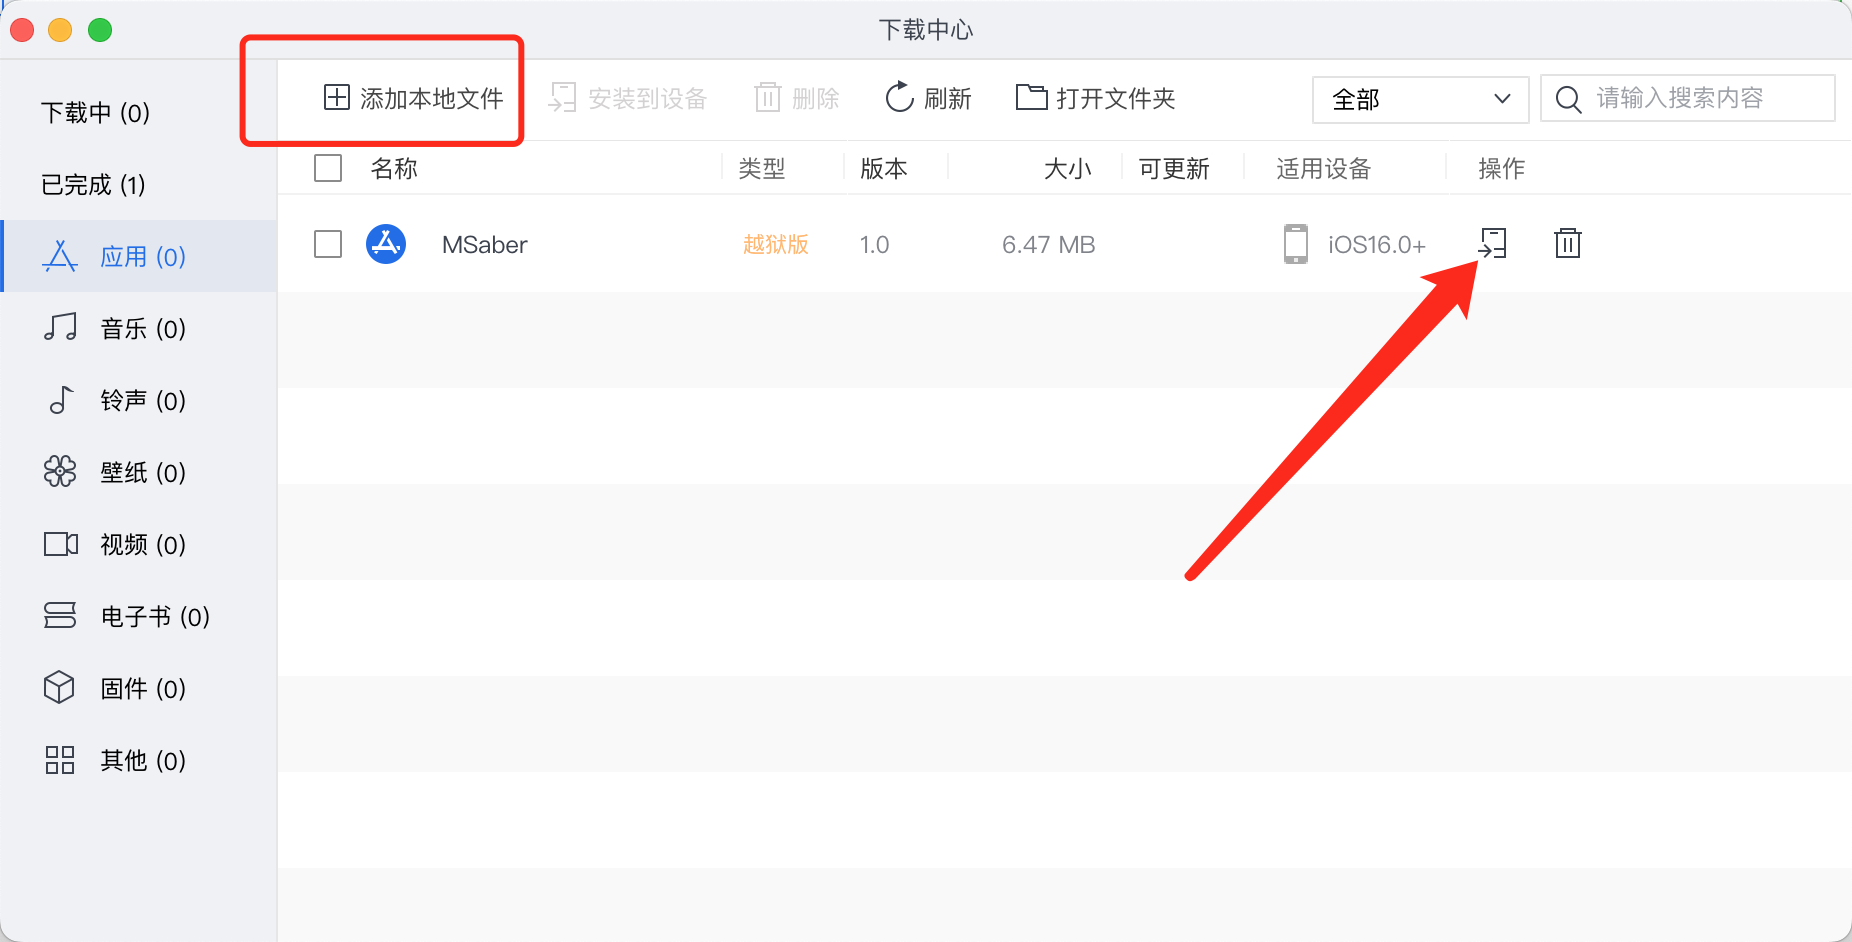 下载中心
添加本地文件 安装到设备 删除 刷新 打开文件夹 全部 请输入搜索内容
下载中 (0)
已完成 (1)
应用 (0)
音乐 (0)
铃声 (0)
壁纸 (0)
视频 (0)
电子书 (0)
固件 (0)
其他 (0)
名称 类型 版本 大小 可更新 适用设备 操作
MSaber 越狱版 1.0 6.47 MB iOS16.0+